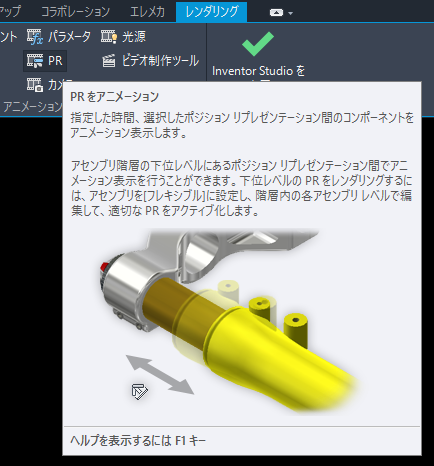 アップ コラボレーション エレメカ レンダリング
ント パラメータ 光源
PR ビデオ制作ツール
カメ Inventor Studio を
アニメーション
PR をアニメーション
指定した時間、選択したポジション リプレゼンテーション間のコンポーネントを
アニメーション表示します。
アセンブリ階層の下位レベルにあるポジション リプレゼンテーション間でアニ
メーション表示を行うことができます。下位レベルの PR をレンダリングするに
は、アセンブリを[フレキシブル]に設定し、階層内の各アセンブリ レベルで編
集して、適切な PR をアクティブ化します。
ヘルプを表示するには F1 キー